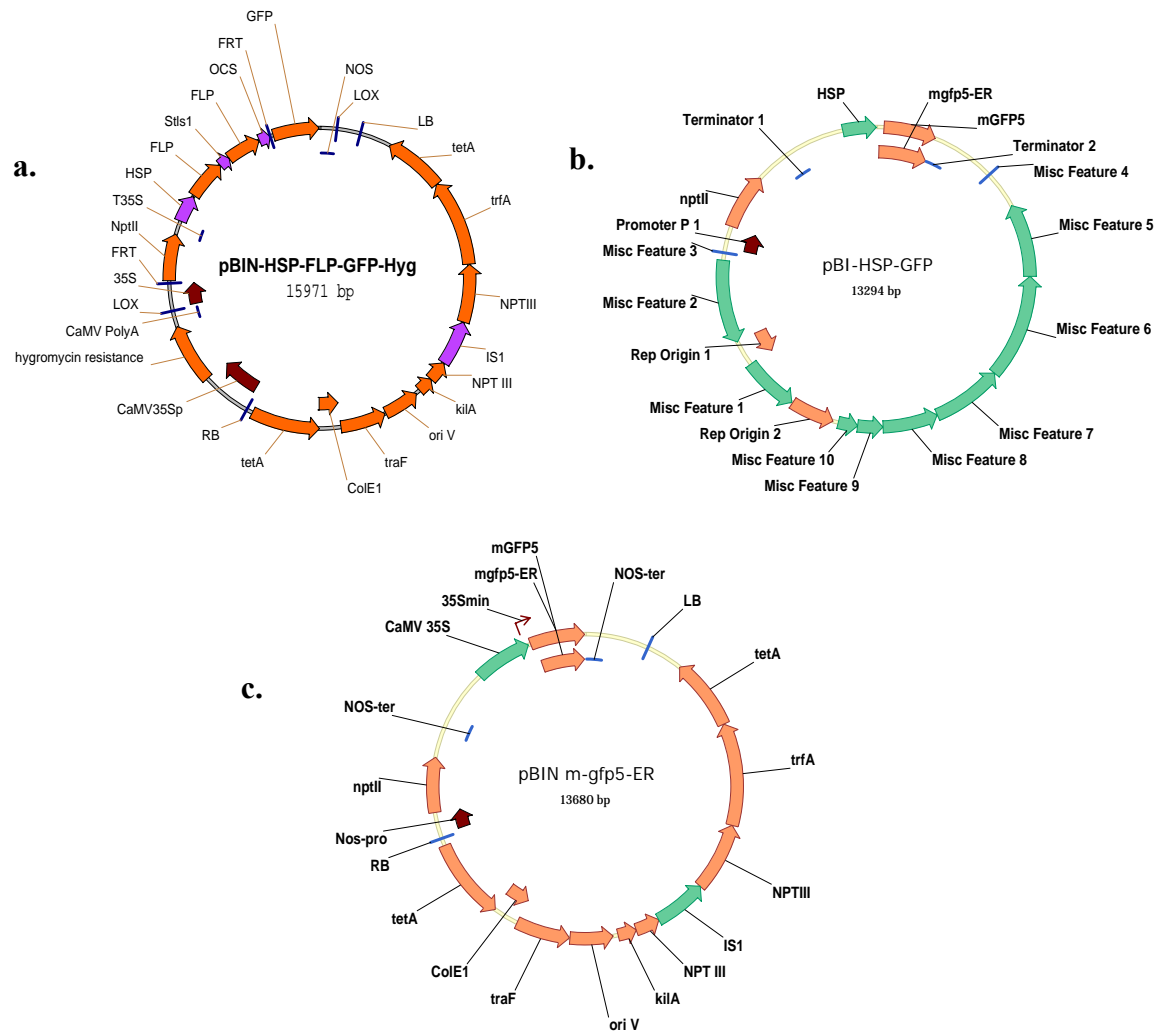 a.
GFP
FRT
OCS
FLP
Stls1
FLP
HSP
T35S
NptII
FRT
35S
LOX
CaMV PolyA
hygromycin resistance
CaMV35Sp
RB
tetA
ColE1
traF
ori V
kilA
NPT III
IS1
NPTIII
trfA
tetA
LB
LOX
NOS
pBIN-HSP-FLP-GFP-Hyg
15971 bp
b.
HSP
mgfp5-ER
mGFP5
Terminator 1
Terminator 2
Misc Feature 4
nptII
Promoter P 1
Misc Feature 3
Misc Feature 5
Misc Feature 2
Misc Feature 6
Rep Origin 1
Misc Feature 1
Misc Feature 7
Rep Origin 2
Misc Feature 10
Misc Feature 8
Misc Feature 9
pBI-HSP-GFP
13294 bp
c.
mGFP5
mgfp5-ER
NOS-ter
35Smin
LB
CaMV 35S
tetA
NOS-ter
trfA
nptII
Nos-pro
RB
NPTIII
tetA
IS1
ColE1
NPT III
traF
kilA
ori V
pBIN m-gfp5-ER
13680 bp